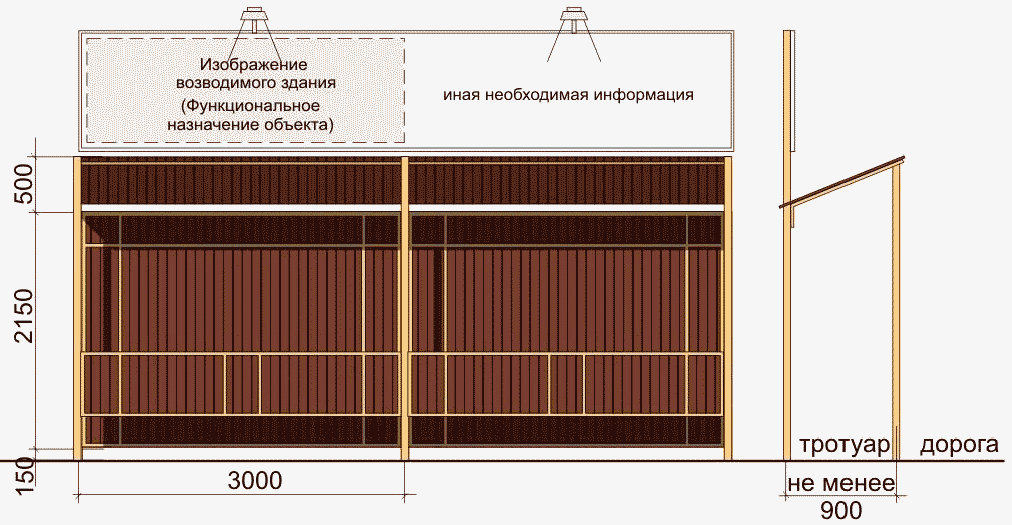 Изображение
возводимого здания
(Функциональное
назначение объекта)
иная необходимая информация
500
2150
150
3000
тротуар
дорога
не менее
900